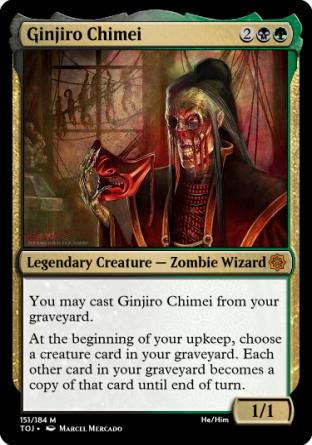 Ginjiro Chimei 2
Legendary Creature — Zombie Wizard
You may cast Ginjiro Chimei from your
graveyard.
At the beginning of your upkeep, choose
a creature card in your graveyard. Each
other card in your graveyard becomes a
copy of that card until end of turn.
1/1
151/184 M He/Him
TOJ • Marcel Mercado